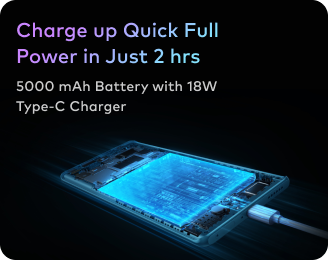 Charge up Quick Full
Power in Just 2 hrs
5000 mAh Battery with 18W
Type-C Charger